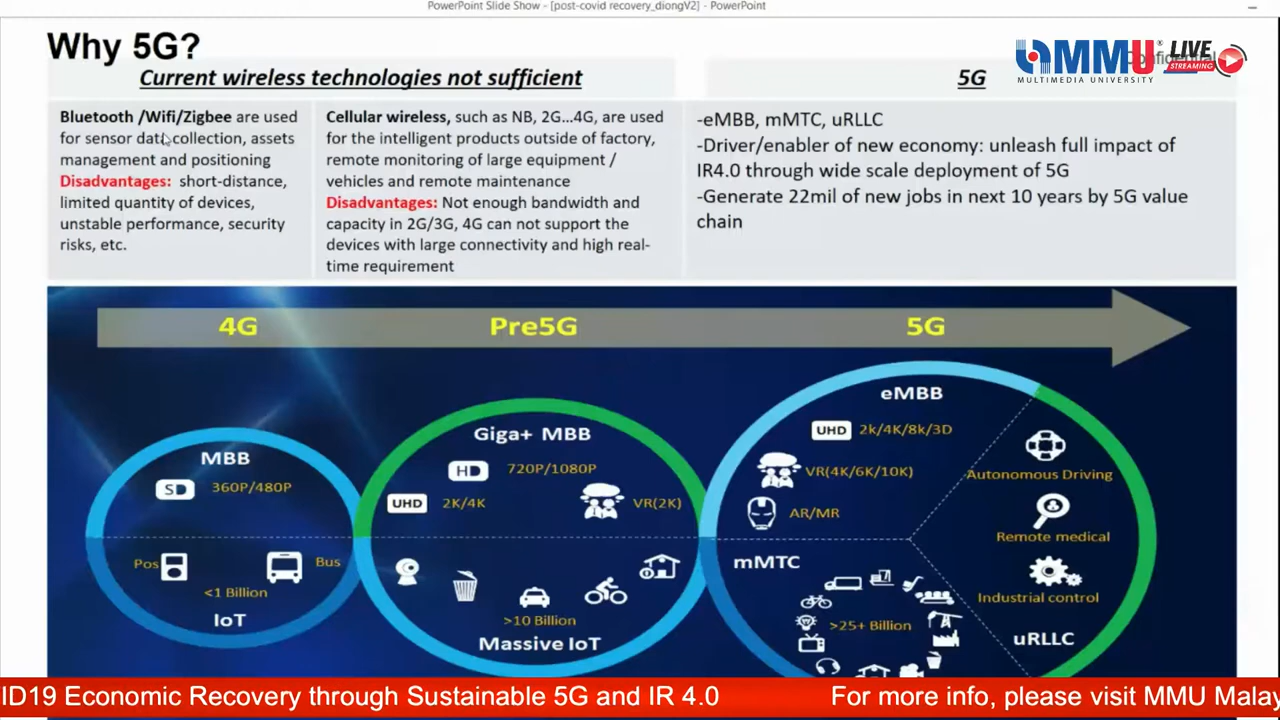 PowerPoint Slide Show - [post-covid recovery_diongV2] - PowerPoint
Why 5G?
MMU
MULTIMEDIA UNIVERSITY
LIVE
STREAMING
Current wireless technologies not sufficient
5G
Bluetooth /Wifi/Zigbee are used
for sensor data collection, assets
management and positioning
Disadvantages: short-distance,
limited quantity of devices,
unstable performance, security
risks, etc.
Cellular wireless, such as NB, 2G...4G, are used
for the intelligent products outside of factory,
remote monitoring of large equipment /
vehicles and remote maintenance
Disadvantages: Not enough bandwidth and
capacity in 2G/3G, 4G can not support the
devices with large connectivity and high real-
time requirement
-eMBB, mMTC, uRLLC
-Driver/enabler of new economy: unleash full impact of
IR4.0 through wide scale deployment of 5G
-Generate 22mil of new jobs in next 10 years by 5G value
chain
4G
Pre5G
5G
MBB
SD 360P/480P
Pos
Bus
<1 Billion
IoT
Giga+ MBB
HD 720P/1080P
UHD 2K/4K
VR(2K)
>10 Billion
Massive IoT
eMBB
UHD 2k/4K/8k/3D
VR(4K/6K/10K)
AR/MR
mMTC
>25+ Billion
Autonomous Driving
Remote medical
Industrial control
uRLLC
ID19 Economic Recovery through Sustainable 5G and IR 4.0
For more info, please visit MMU Malay